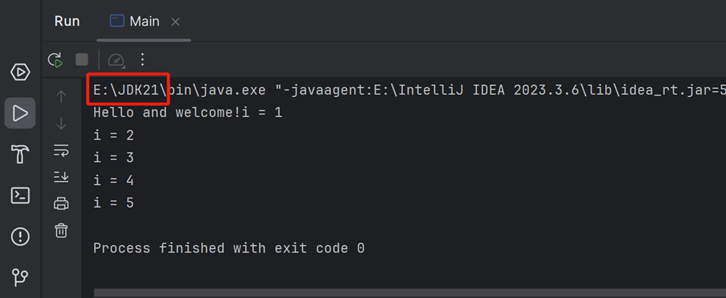 Run
Main
E:\JDK21\bin\java.exe "-javaagent:E:\IntelliJ IDEA 2023.3.6\lib\idea_rt.jar=5
Hello and welcome!i = 1
i = 2
i = 3
i = 4
i = 5
Process finished with exit code 0